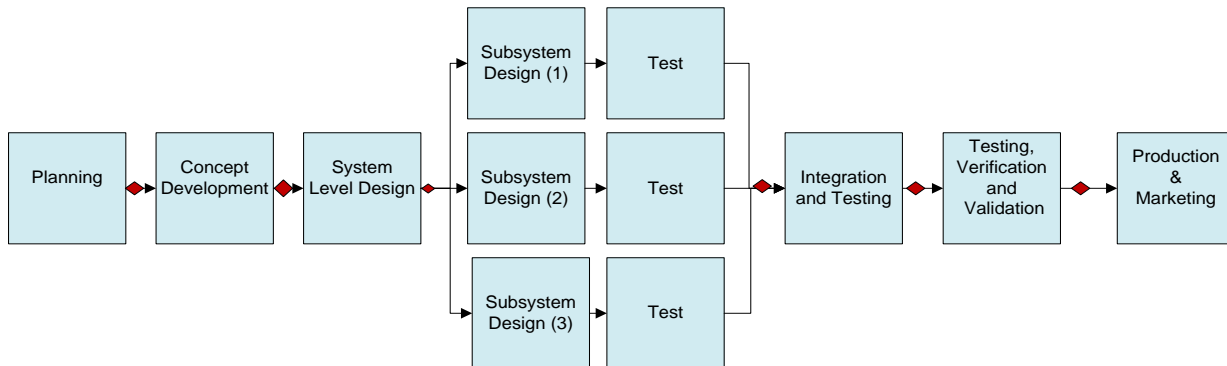 Planning
Concept
Development
System
Level Design
Subsystem
Design (1)
Test
Subsystem
Design (2)
Test
Subsystem
Design (3)
Test
Integration
and Testing
Testing,
Verification
and
Validation
Production
&
Marketing